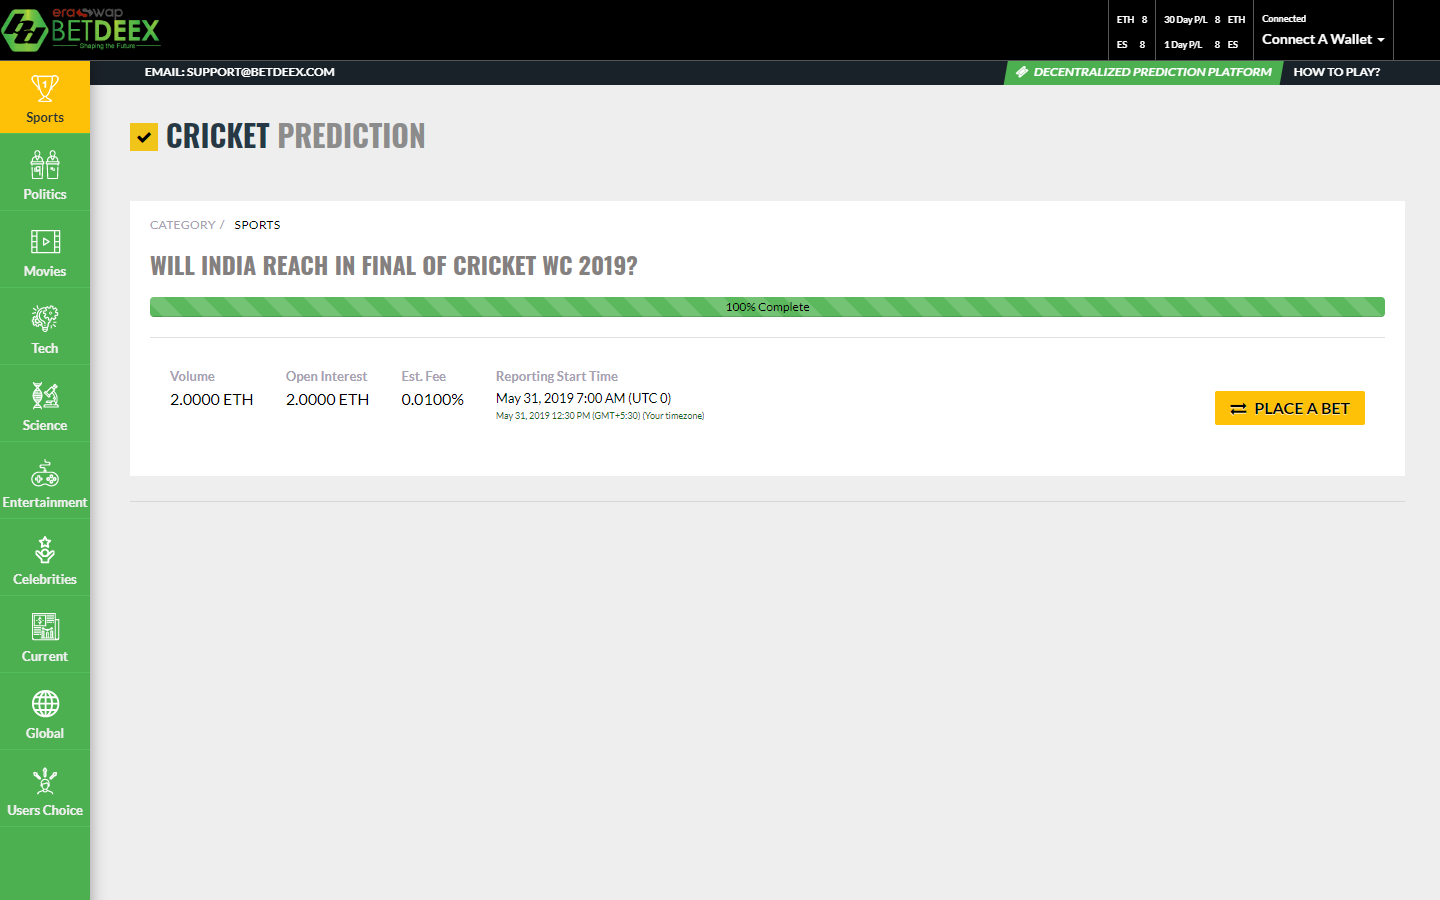 eraswap
BETDEEX
Shaping the Future
ETH 8
ES 8
30 Day P/L 8 ETH
1 Day P/L 8 ES
Connected
Connect A Wallet
EMAIL: SUPPORT@BETDEEX.COM
DECENTRALIZED PREDICTION PLATFORM
HOW TO PLAY?
Sports
Politics
Movies
Tech
Science
Entertainment
Celebrities
Current
Global
Users Choice
CRICKET PREDICTION
CATEGORY / SPORTS
WILL INDIA REACH IN FINAL OF CRICKET WC 2019?
100% Complete
Volume
2.0000 ETH
Open Interest
2.0000 ETH
Est. Fee
0.0100%
Reporting Start Time
May 31, 2019 7:00 AM (UTC 0)
May 31, 2019 12:30 PM (GMT+5:30) (Your timezone)
PLACE A BET